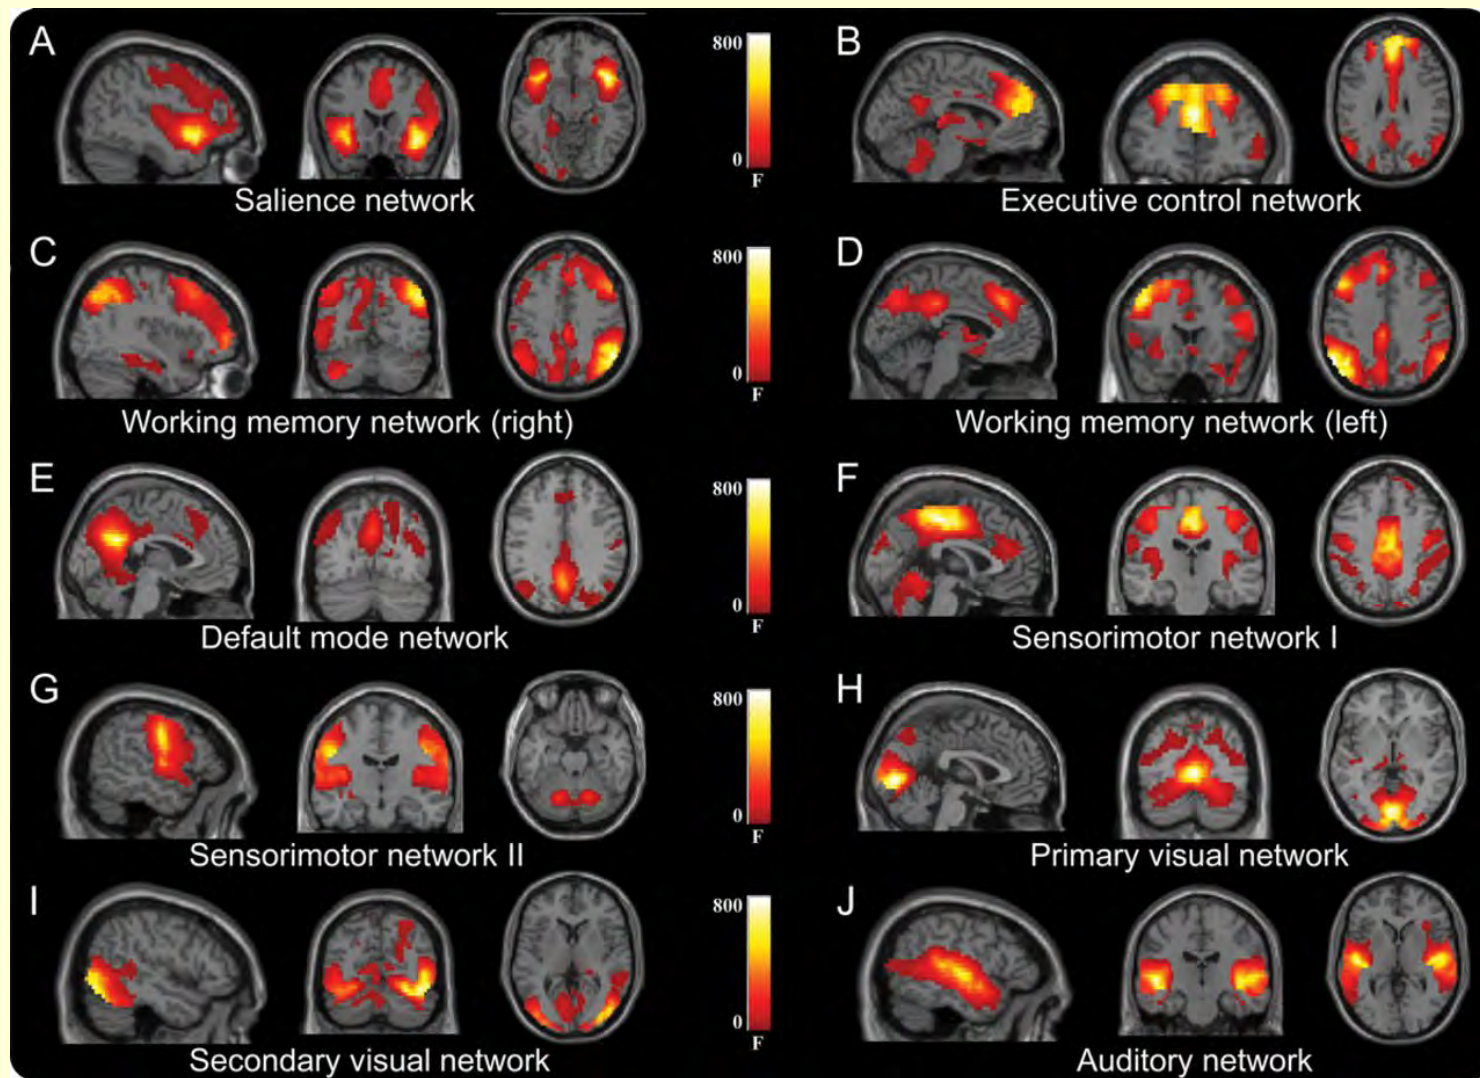 A
800
0
F
B
Salience network
Executive control network
C
800
0
F
D
Working memory network (right)
Working memory network (left)
E
800
0
F
F
Default mode network
Sensorimotor network I
G
800
0
F
H
Sensorimotor network II
Primary visual network
I
800
0
F
J
Secondary visual network
Auditory network